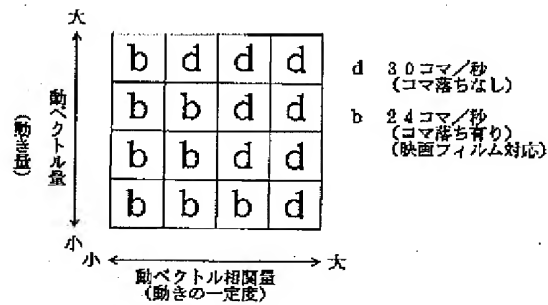 大
動ベクトル量
(動き量)
小
b d d d
b b d d
b b d d
b b b d
小 大
動ベクトル相関量
(動きの一定度)
d 30コマ/秒
(コマ落ちなし)
b 24コマ/秒
(コマ落ち有り)
(映画フィルム対応)